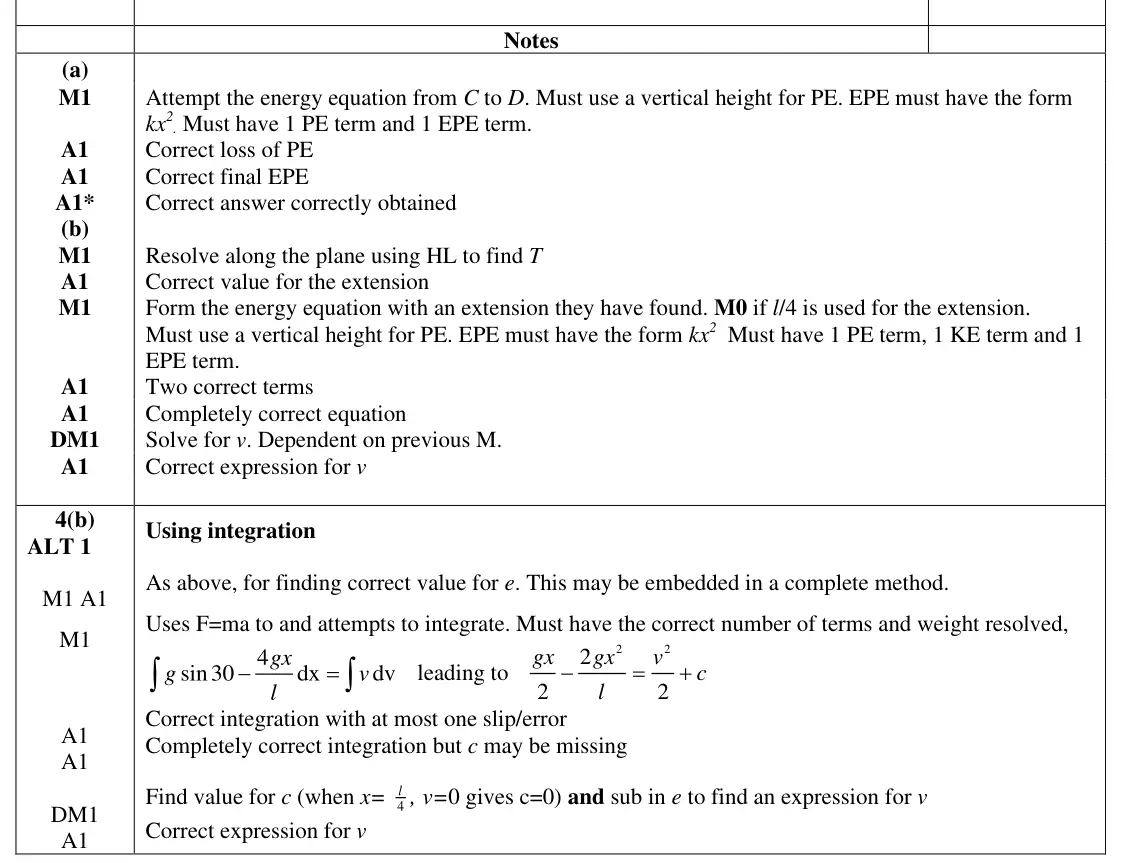 Notes
(a)
M1 Attempt the energy equation from C to D. Must use a vertical height for PE. EPE must have the form
kx². Must have 1 PE term and 1 EPE term.
A1 Correct loss of PE
A1 Correct final EPE
A1* Correct answer correctly obtained
(b)
M1 Resolve along the plane using HL to find T
A1 Correct value for the extension
M1 Form the energy equation with an extension they have found. M0 if l/4 is used for the extension.
Must use a vertical height for PE. EPE must have the form kx² Must have 1 PE term, 1 KE term and 1
EPE term.
A1 Two correct terms
A1 Completely correct equation
DM1 Solve for v. Dependent on previous M.
A1 Correct expression for v
4(b)
ALT 1 Using integration
M1 A1 As above, for finding correct value for e. This may be embedded in a complete method.
M1 Uses F=ma to and attempts to integrate. Must have the correct number of terms and weight resolved,
∫ g sin 30 − 4gx/l dx = ∫ v dv leading to gx/2 − 2gx²/l = v²/2 + c
A1 Correct integration with at most one slip/error
A1 Completely correct integration but c may be missing
DM1 Find value for c (when x= l/4, v=0 gives c=0) and sub in e to find an expression for v
A1 Correct expression for v